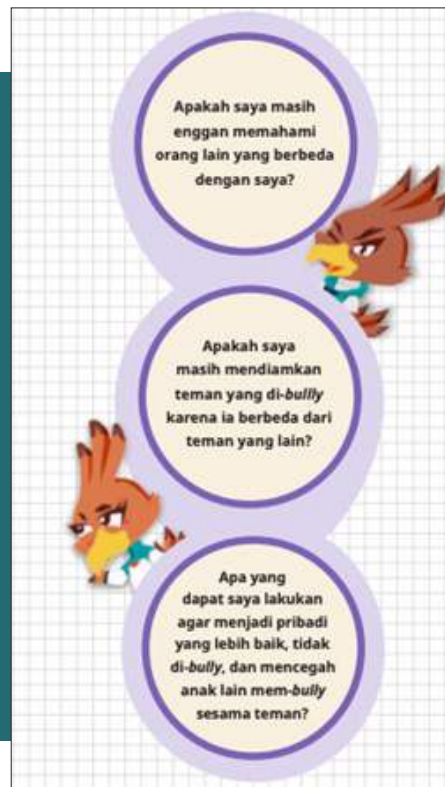 Apakah saya masih
enggan memahami
orang lain yang berbeda
dengan saya?
Apakah saya
masih mendiamkan
teman yang di-bullly
karena ia berbeda dari
teman yang lain?
Apa yang
dapat saya lakukan
agar menjadi pribadi
yang lebih baik, tidak
di-bully, dan mencegah
anak lain mem-bully
sesama teman?